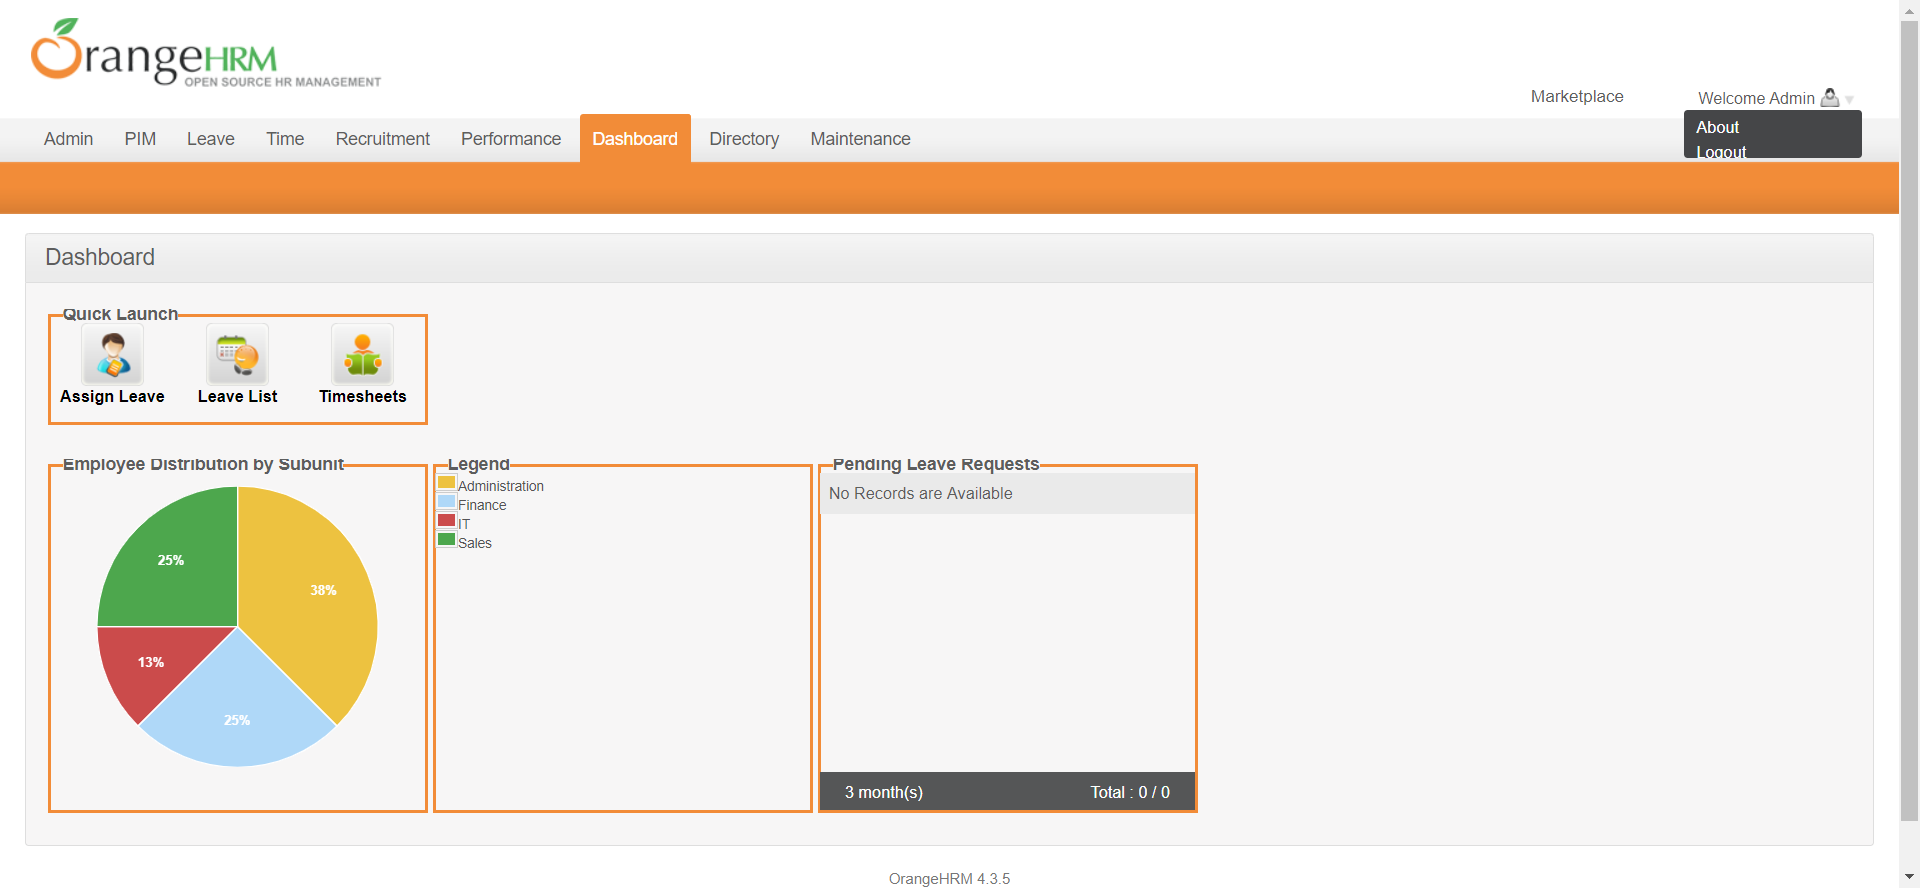 OrangeHRM
OPEN SOURCE HR MANAGEMENT
Marketplace
Welcome Admin
About
Logout
Admin
PIM
Leave
Time
Recruitment
Performance
Dashboard
Directory
Maintenance
Dashboard
Quick Launch
Assign Leave
Leave List
Timesheets
Employee Distribution by Subunit
25%
38%
13%
25%
Legend
Administration
Finance
IT
Sales
Pending Leave Requests
No Records are Available
3 month(s)
Total : 0 / 0
OrangeHRM 4.3.5